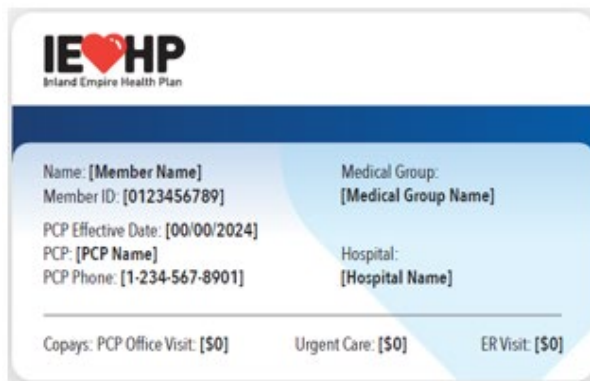 IEHP
Inland Empire Health Plan
Name: [Member Name]
Member ID: [0123456789]
Medical Group:
[Medical Group Name]
PCP Effective Date: [00/00/2024]
PCP: [PCP Name]
PCP Phone: [1-234-567-8901]
Hospital:
[Hospital Name]
Copays: PCP Office Visit: [$0] Urgent Care: [$0] ER Visit: [$0]